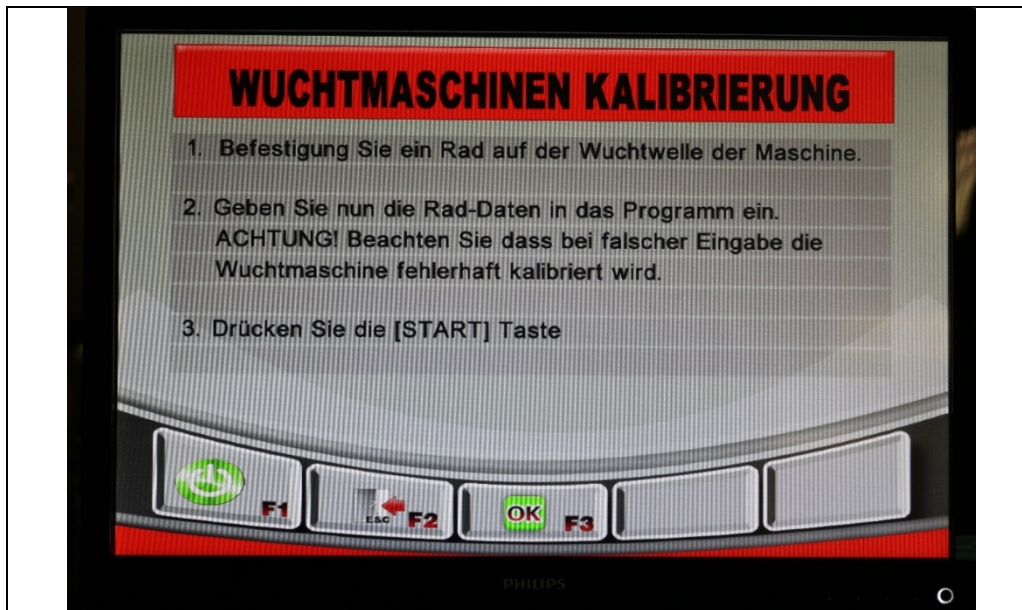 WUCHTMASCHINEN KALIBRIERUNG
1. Befestigung Sie ein Rad auf der Wuchtwelle der Maschine.
2. Geben Sie nun die Rad-Daten in das Programm ein.
ACHTUNG! Beachten Sie dass bei falscher Eingabe die
Wuchtmaschine fehlerhaft kalibriert wird.
3. Drücken Sie die [START] Taste
F1
ESC F2
OK F3
PHILIPS